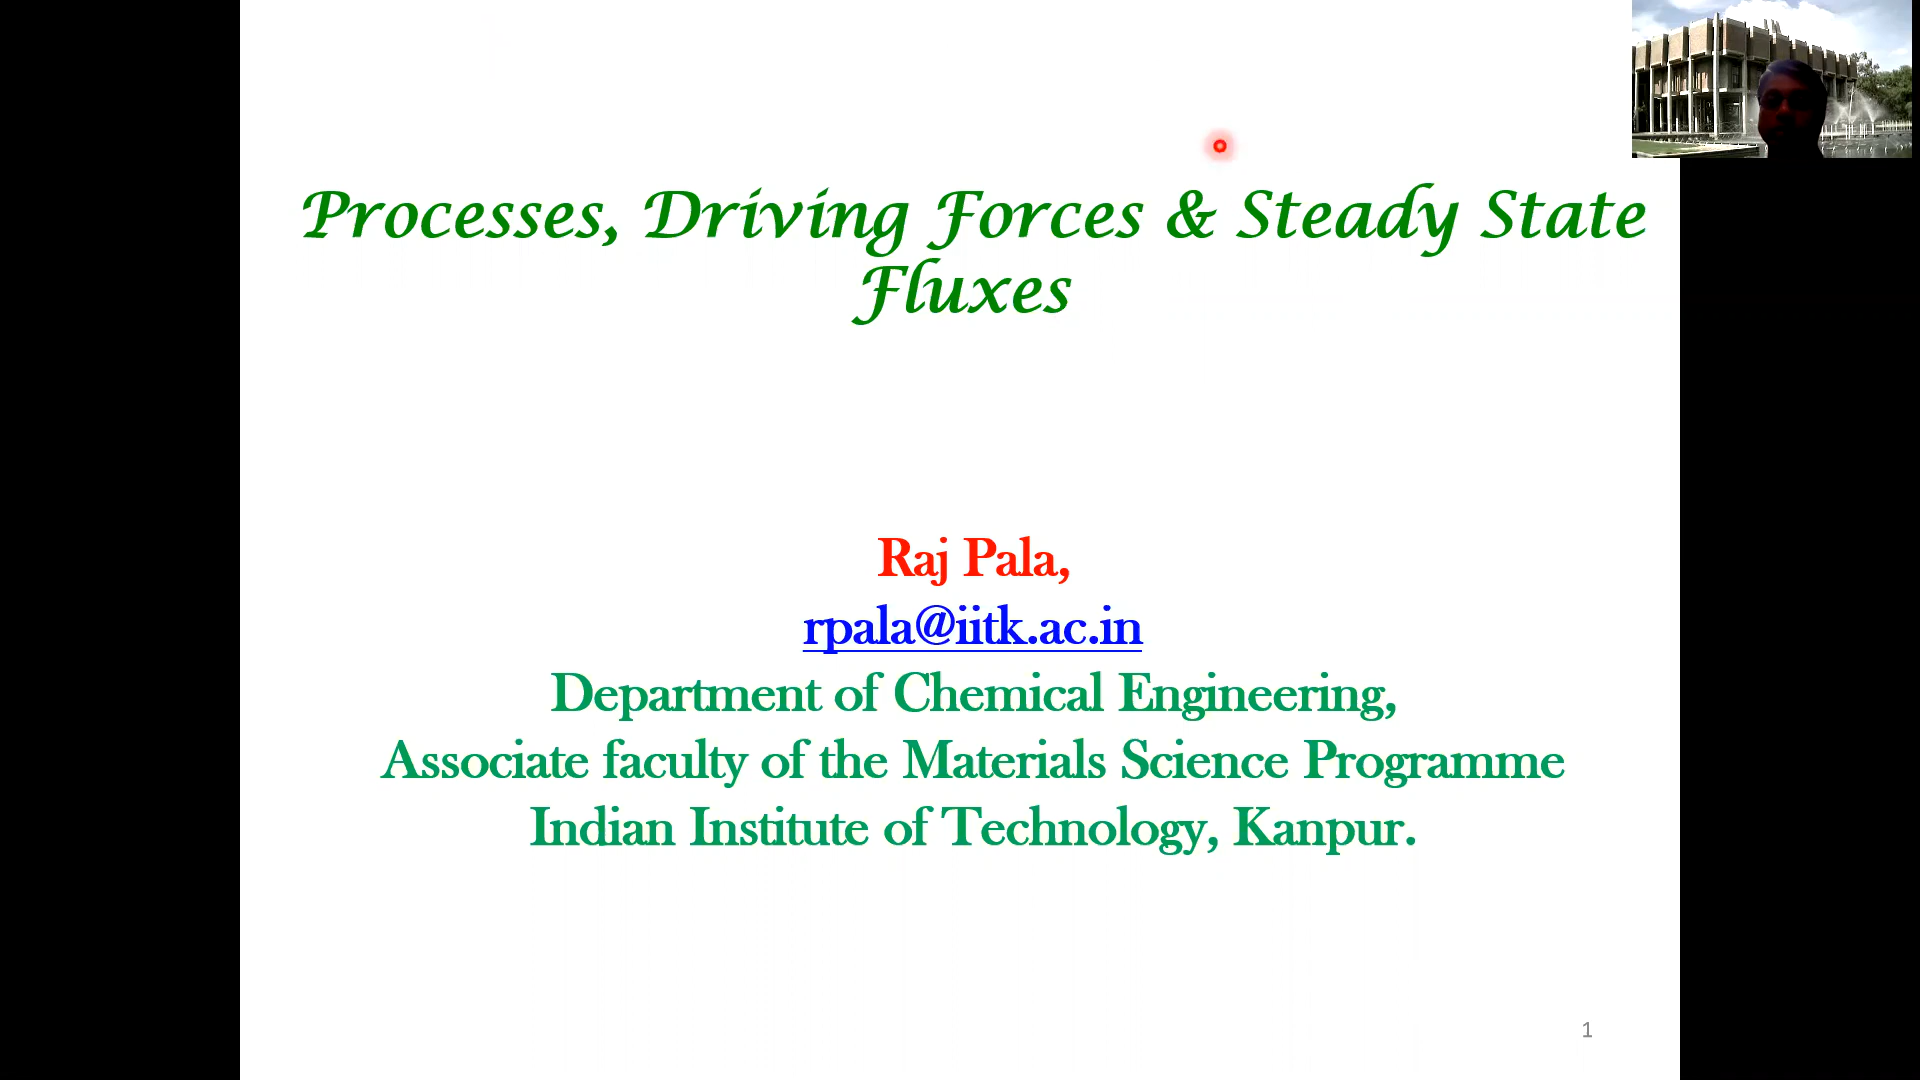 Processes, Driving Forces & Steady State
Fluxes
Raj Pala,
rpala@iitk.ac.in
Department of Chemical Engineering,
Associate faculty of the Materials Science Programme
Indian Institute of Technology, Kanpur.
1